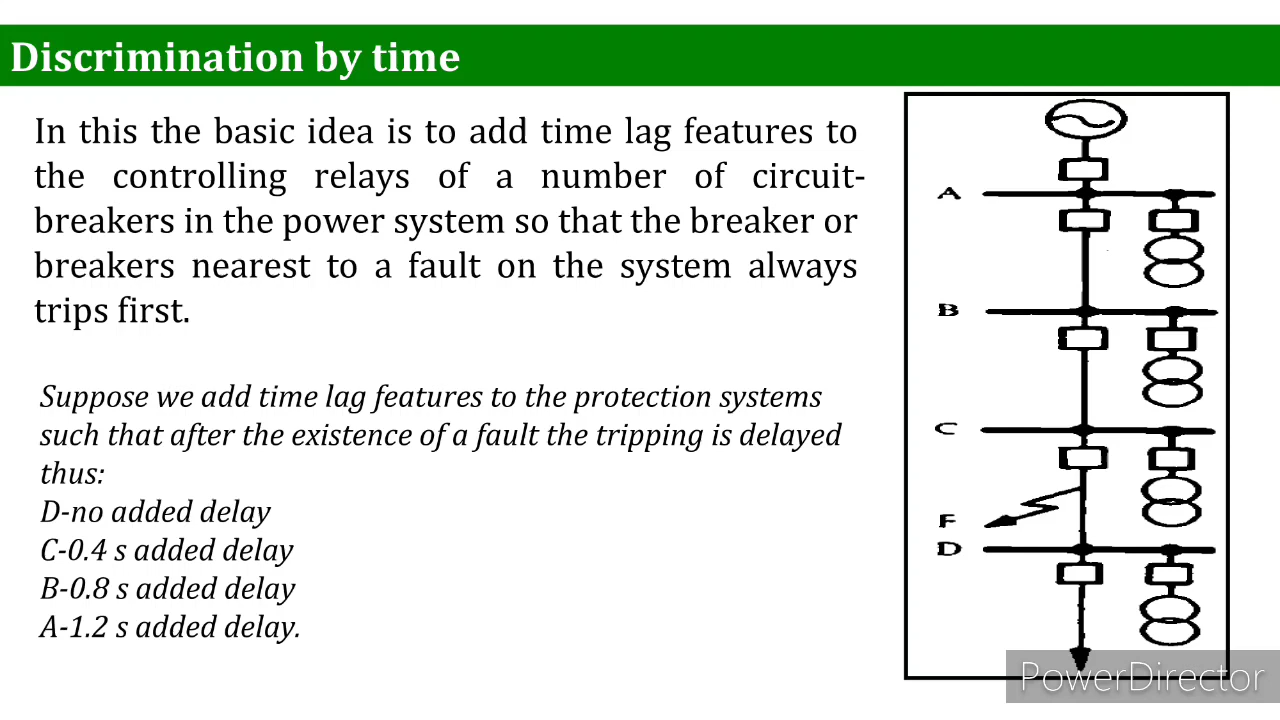 Discrimination by time
In this the basic idea is to add time lag features to
the controlling relays of a number of circuit-
breakers in the power system so that the breaker or
breakers nearest to a fault on the system always
trips first.
Suppose we add time lag features to the protection systems
such that after the existence of a fault the tripping is delayed
thus:
D-no added delay
C-0.4 s added delay
B-0.8 s added delay
A-1.2 s added delay.
A
B
C
F
D
PowerDirector